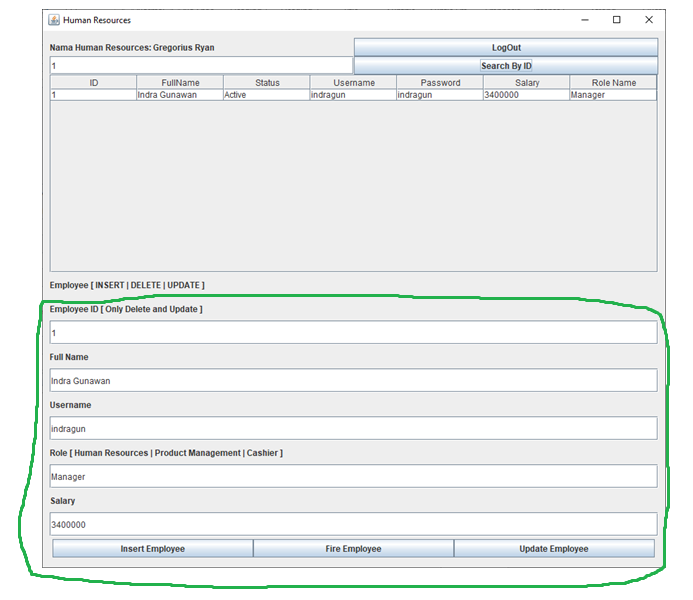 Human Resources
Nama Human Resources: Gregorius Ryan LogOut
1 Search By ID
ID FullName Status Username Password Salary Role Name
1 Indra Gunawan Active indragun indragun 3400000 Manager
Employee [ INSERT | DELETE | UPDATE ]
Employee ID [ Only Delete and Update ]
1
Full Name
Indra Gunawan
Username
indragun
Role [ Human Resources | Product Management | Cashier ]
Manager
Salary
3400000
Insert Employee Fire Employee Update Employee